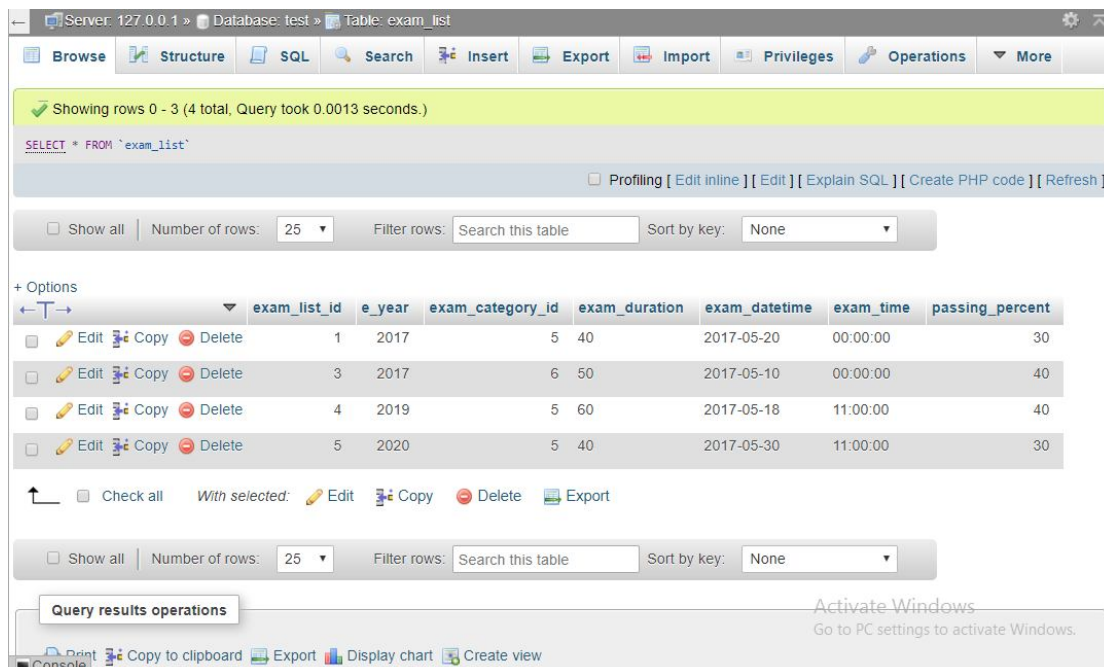 Server: 127.0.0.1 » Database: test » Table: exam_list
Browse Structure SQL Search Insert Export Import Privileges Operations More
Showing rows 0 - 3 (4 total, Query took 0.0013 seconds.)
SELECT * FROM `exam_list`
Profiling [ Edit inline ] [ Edit ] [ Explain SQL ] [ Create PHP code ] [ Refresh ]
Show all Number of rows: 25 Filter rows: Search this table Sort by key: None
+ Options
exam_list_id e_year exam_category_id exam_duration exam_datetime exam_time passing_percent
Edit Copy Delete 1 2017 5 40 2017-05-20 00:00:00 30
Edit Copy Delete 3 2017 6 50 2017-05-10 00:00:00 40
Edit Copy Delete 4 2019 5 60 2017-05-18 11:00:00 40
Edit Copy Delete 5 2020 5 40 2017-05-30 11:00:00 30
Check all With selected: Edit Copy Delete Export
Show all Number of rows: 25 Filter rows: Search this table Sort by key: None
Query results operations
Activate Windows
Go to PC settings to activate Windows.
Print Copy to clipboard Export Display chart Create view
Console